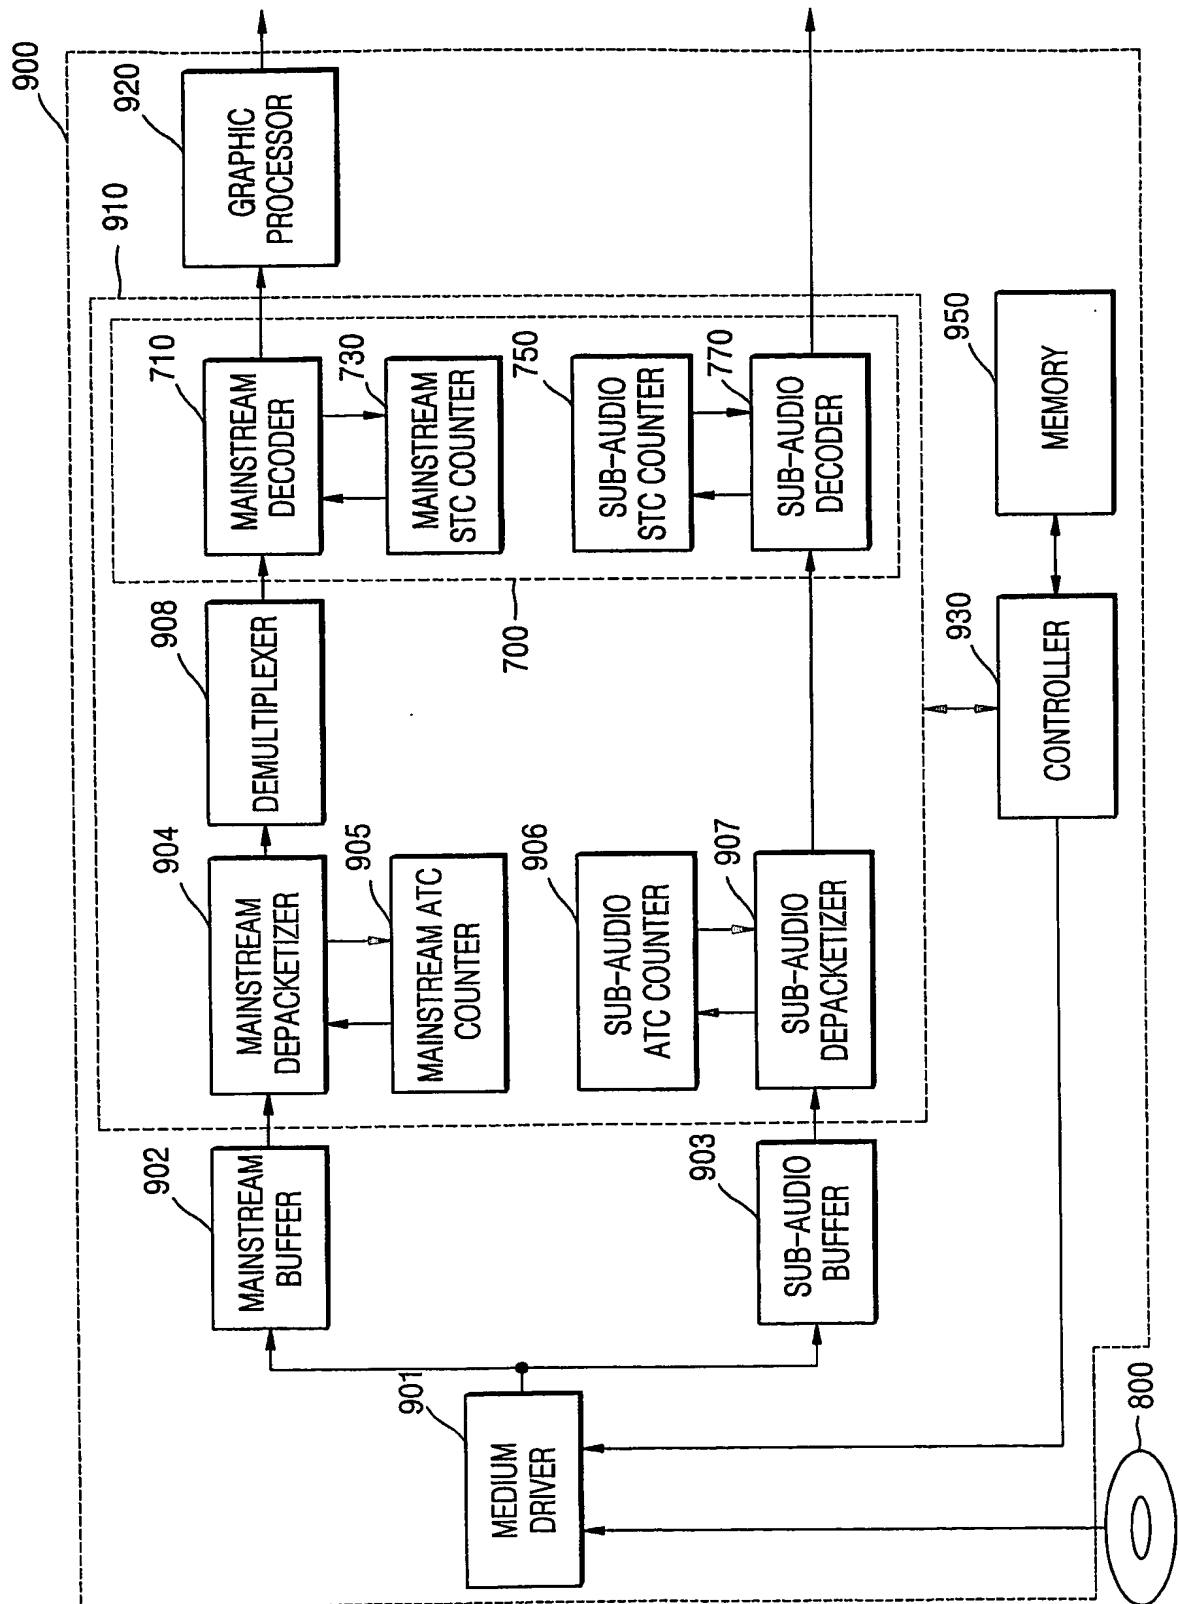 900
920
GRAPHIC
PROCESSOR
910
710
MAINSTREAM
DECODER
730
MAINSTREAM
STC COUNTER
750
SUB-AUDIO
STC COUNTER
770
SUB-AUDIO
DECODER
700
908
DEMULTIPLEXER
904
MAINSTREAM
DEPACKETIZER
905
MAINSTREAM ATC
COUNTER
906
SUB-AUDIO
ATC COUNTER
907
SUB-AUDIO
DEPACKETIZER
902
MAINSTREAM
BUFFER
903
SUB-AUDIO
BUFFER
901
MEDIUM
DRIVER
950
MEMORY
930
CONTROLLER
800